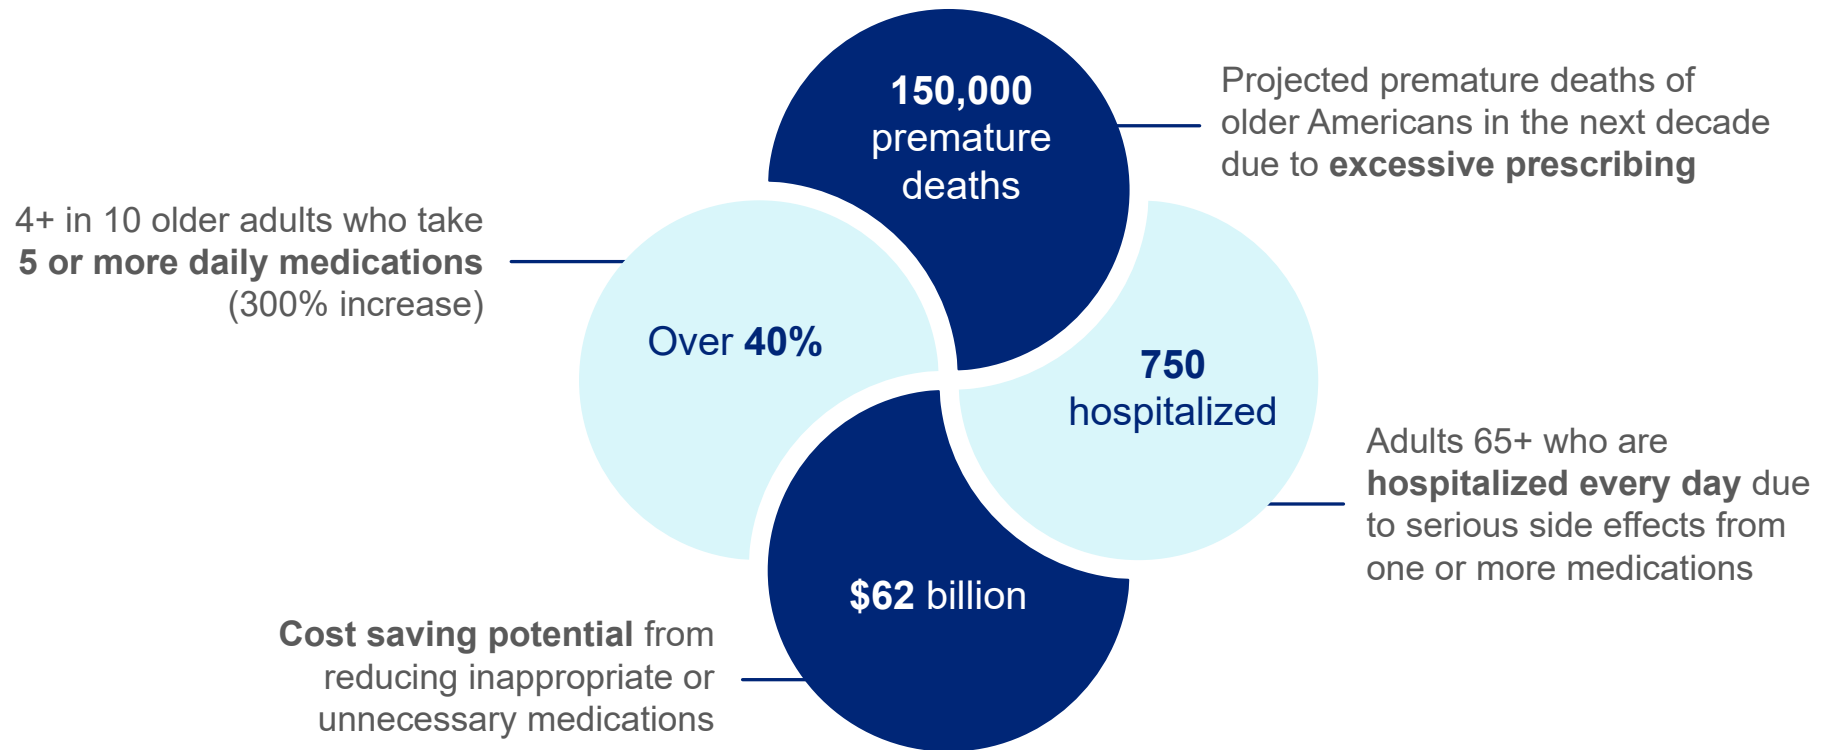 150,000
premature
deaths
Projected premature deaths of
older Americans in the next decade
due to excessive prescribing
4+ in 10 older adults who take
5 or more daily medications
(300% increase)
Over 40%
750
hospitalized
Adults 65+ who are
hospitalized every day due
to serious side effects from
one or more medications
$62 billion
Cost saving potential from
reducing inappropriate or
unnecessary medications